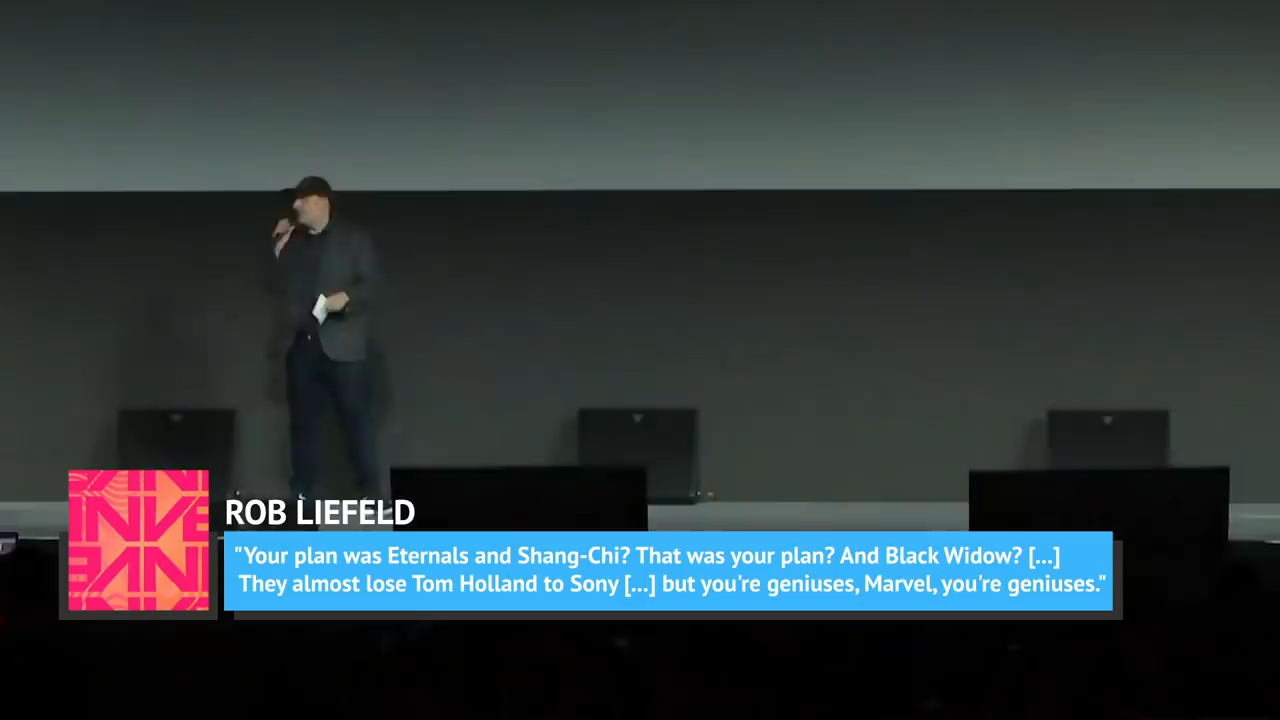 INVE
ROB LIEFELD
"Your plan was Eternals and Shang-Chi? That was your plan? And Black Widow? [...]
They almost lose Tom Holland to Sony [...] but you're geniuses, Marvel, you're geniuses."